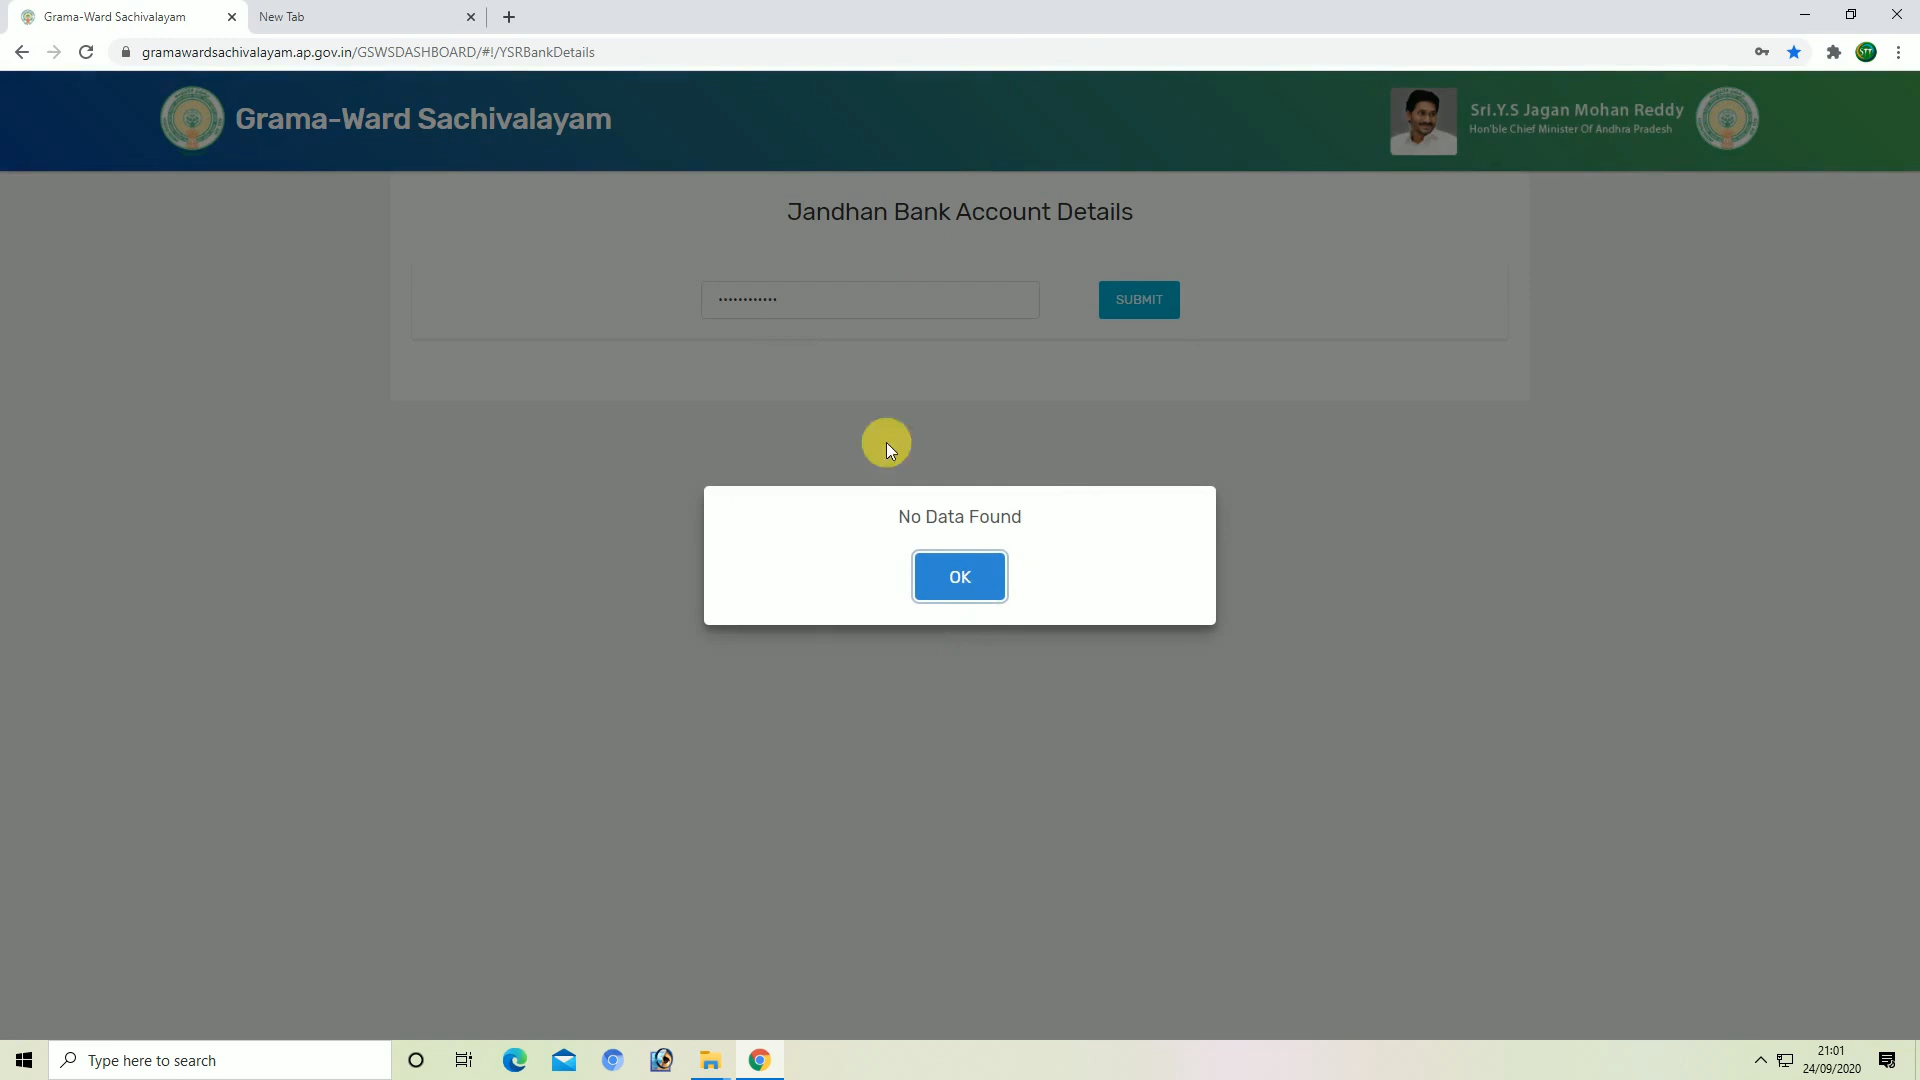 Grama-Ward Sachivalayam
New Tab
gramawardsachivalayam.ap.gov.in/GSWSDASHBOARD/#!/YSRBankDetails
STT
Grama-Ward Sachivalayam
Sri.Y.S Jagan Mohan Reddy
Hon'ble Chief Minister Of Andhra Pradesh
Jandhan Bank Account Details
••••••••••••
SUBMIT
No Data Found
OK
Type here to search
21:01
24/09/2020